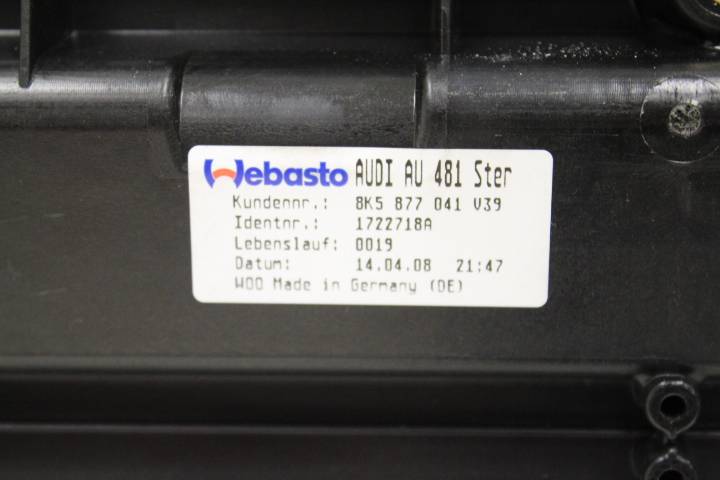 Webasto AUDI AU 481 Ster
Kundennr.: 8K5 877 041 V39
Identnr.: 1722718A
Lebenslauf: 0019
Datum: 14.04.08 21:47
WOO Made in Germany (DE)